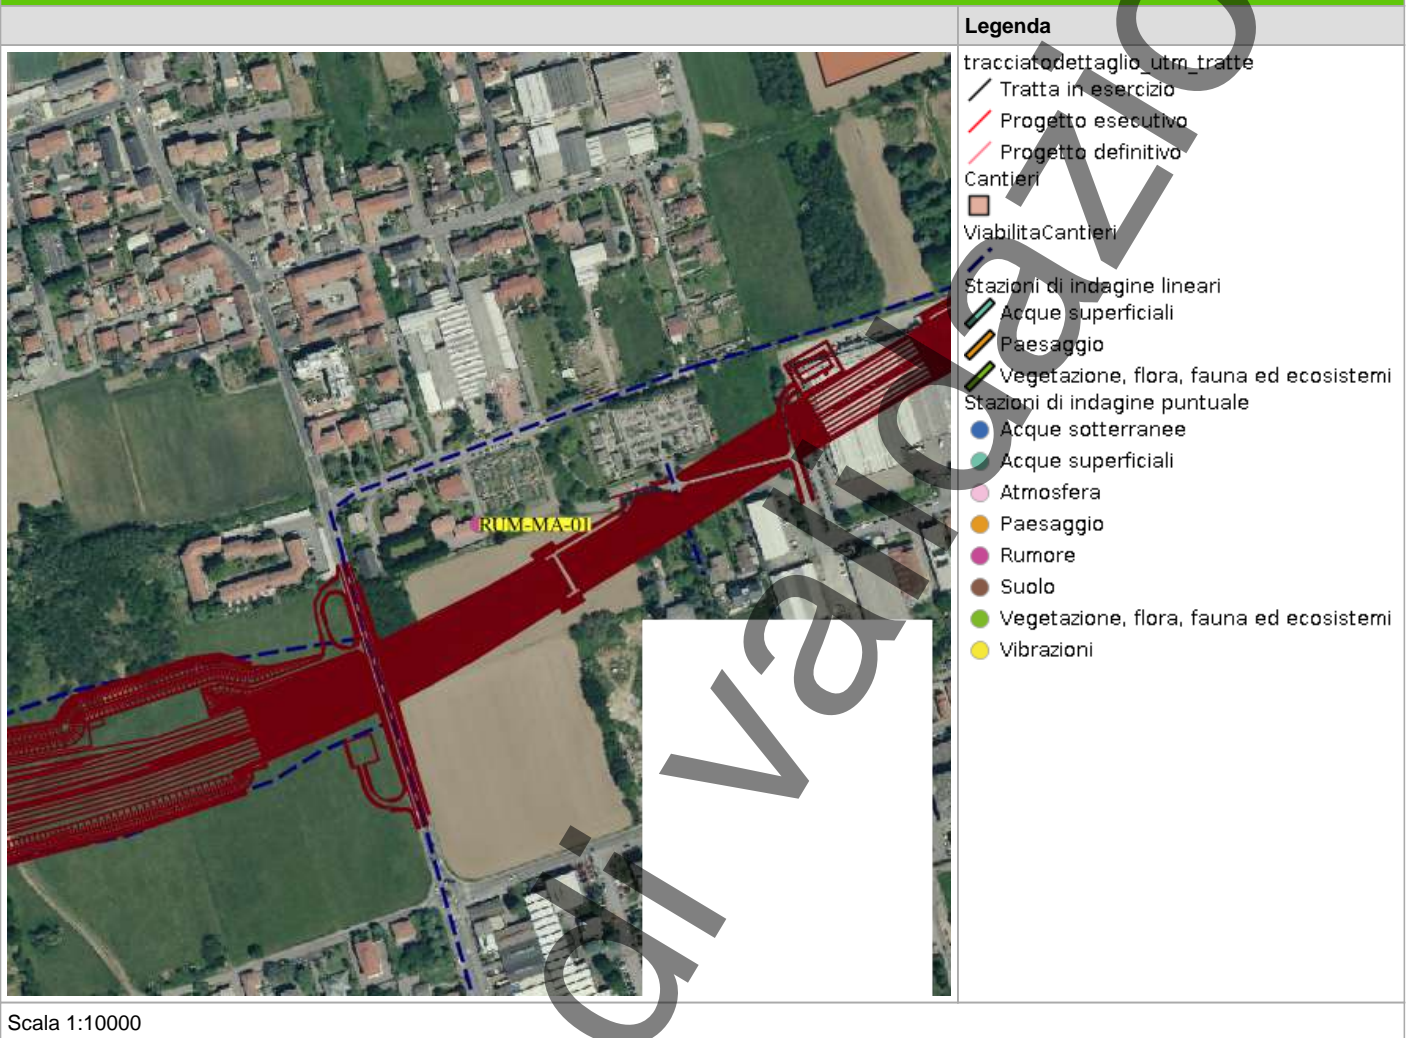 Legenda
tracciatodettaglio_utm_tratte
Tratta in esercizio
Progetto esecutivo
Progetto definitivo
Cantieri
ViabilitaCantieri
Stazioni di indagine lineari
Acque superficiali
Paesaggio
Vegetazione, flora, fauna ed ecosistemi
Stazioni di indagine puntuale
Acque sotterranee
Acque superficiali
Atmosfera
Paesaggio
Rumore
Suolo
Vegetazione, flora, fauna ed ecosistemi
Vibrazioni
RUM-MA-01
Scala 1:10000
di validazio